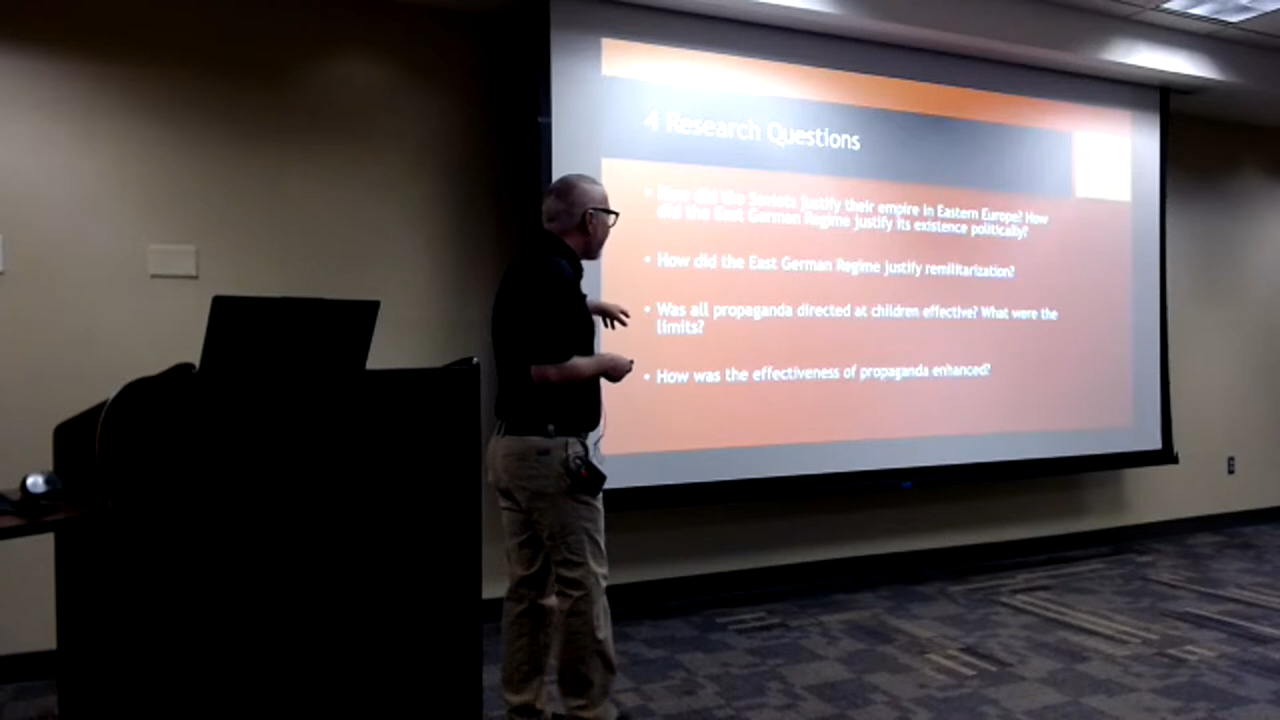 4 Research Questions
• How did the Soviets justify their empire in Eastern Europe? How
did the East German Regime justify its existence politically?
• How did the East German Regime justify remilitarization?
• Was all propaganda directed at children effective? What were the
limits?
• How was the effectiveness of propaganda enhanced?